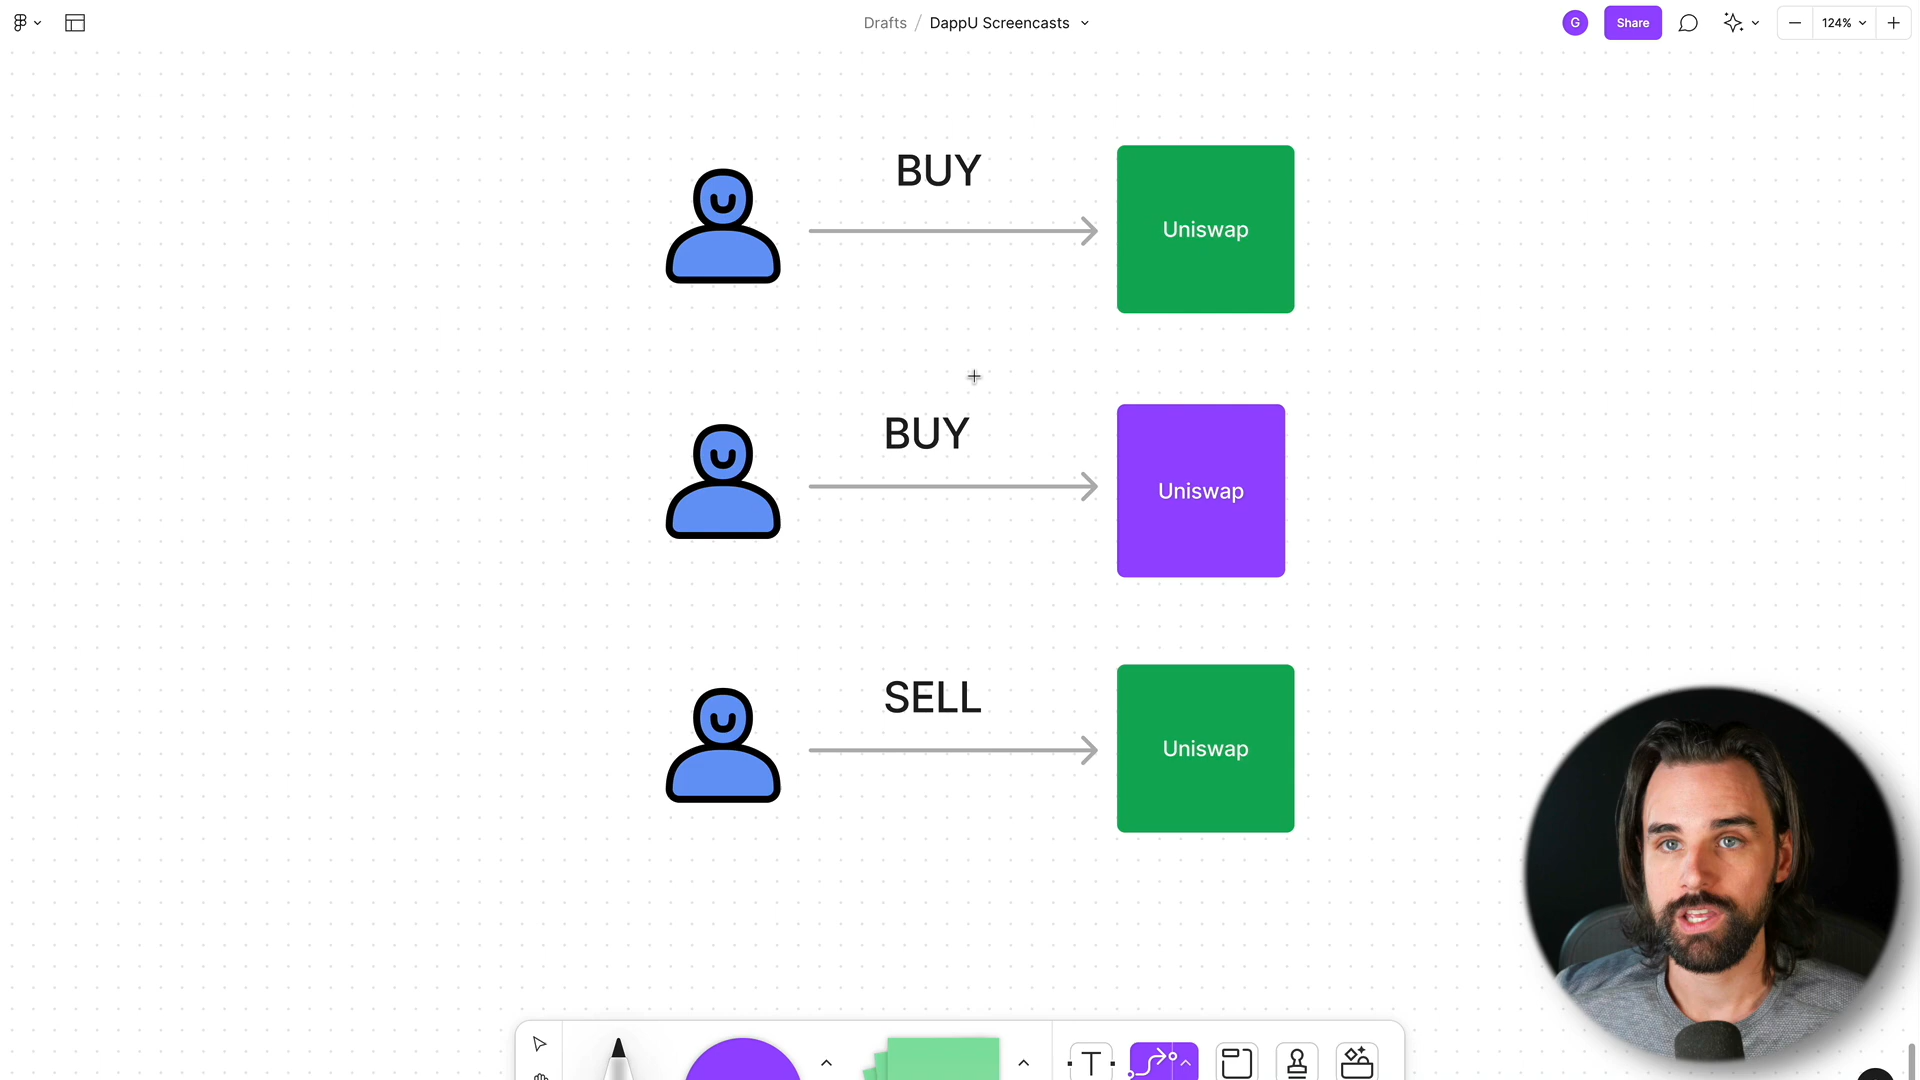 Drafts / DappU Screencasts
G
Share
124%
BUY
Uniswap
BUY
Uniswap
SELL
Uniswap
T